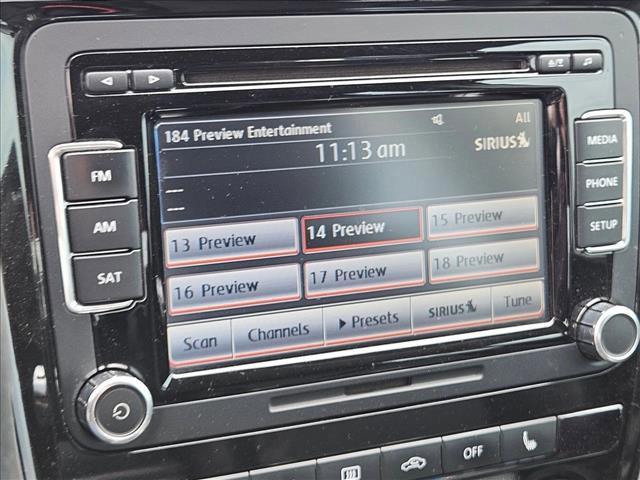 184 Preview Entertainment
All
11:13 am
SIRIUS
--
--
13 Preview
14 Preview
15 Preview
16 Preview
17 Preview
18 Preview
Scan
Channels
Presets
SIRIUS
Tune
FM
AM
SAT
MEDIA
PHONE
SETUP
OFF